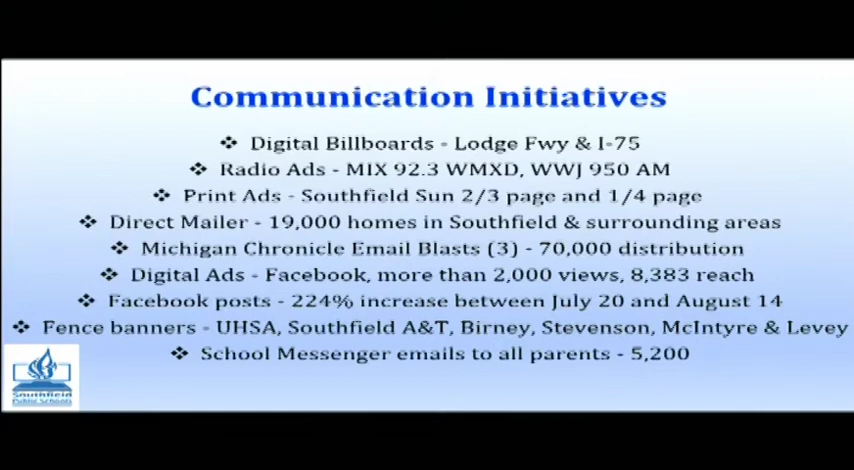 Communication Initiatives
❖ Digital Billboards - Lodge Fwy & I-75
❖ Radio Ads - MIX 92.3 WMXD, WWJ 950 AM
❖ Print Ads - Southfield Sun 2/3 page and 1/4 page
❖ Direct Mailer - 19,000 homes in Southfield & surrounding areas
❖ Michigan Chronicle Email Blasts (3) - 70,000 distribution
❖ Digital Ads - Facebook, more than 2,000 views, 8,383 reach
❖ Facebook posts - 224% increase between July 20 and August 14
❖ Fence banners - UHSA, Southfield A&T, Birney, Stevenson, McIntyre & Levey
❖ School Messenger emails to all parents - 5,200
Southfield
Public Schools